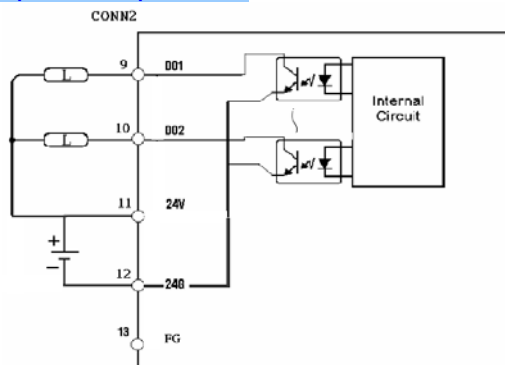 CONN2
9 DO1
L
Internal
Circuit
10 DO2
L
11 24V
+
−
12 24G
13 FG